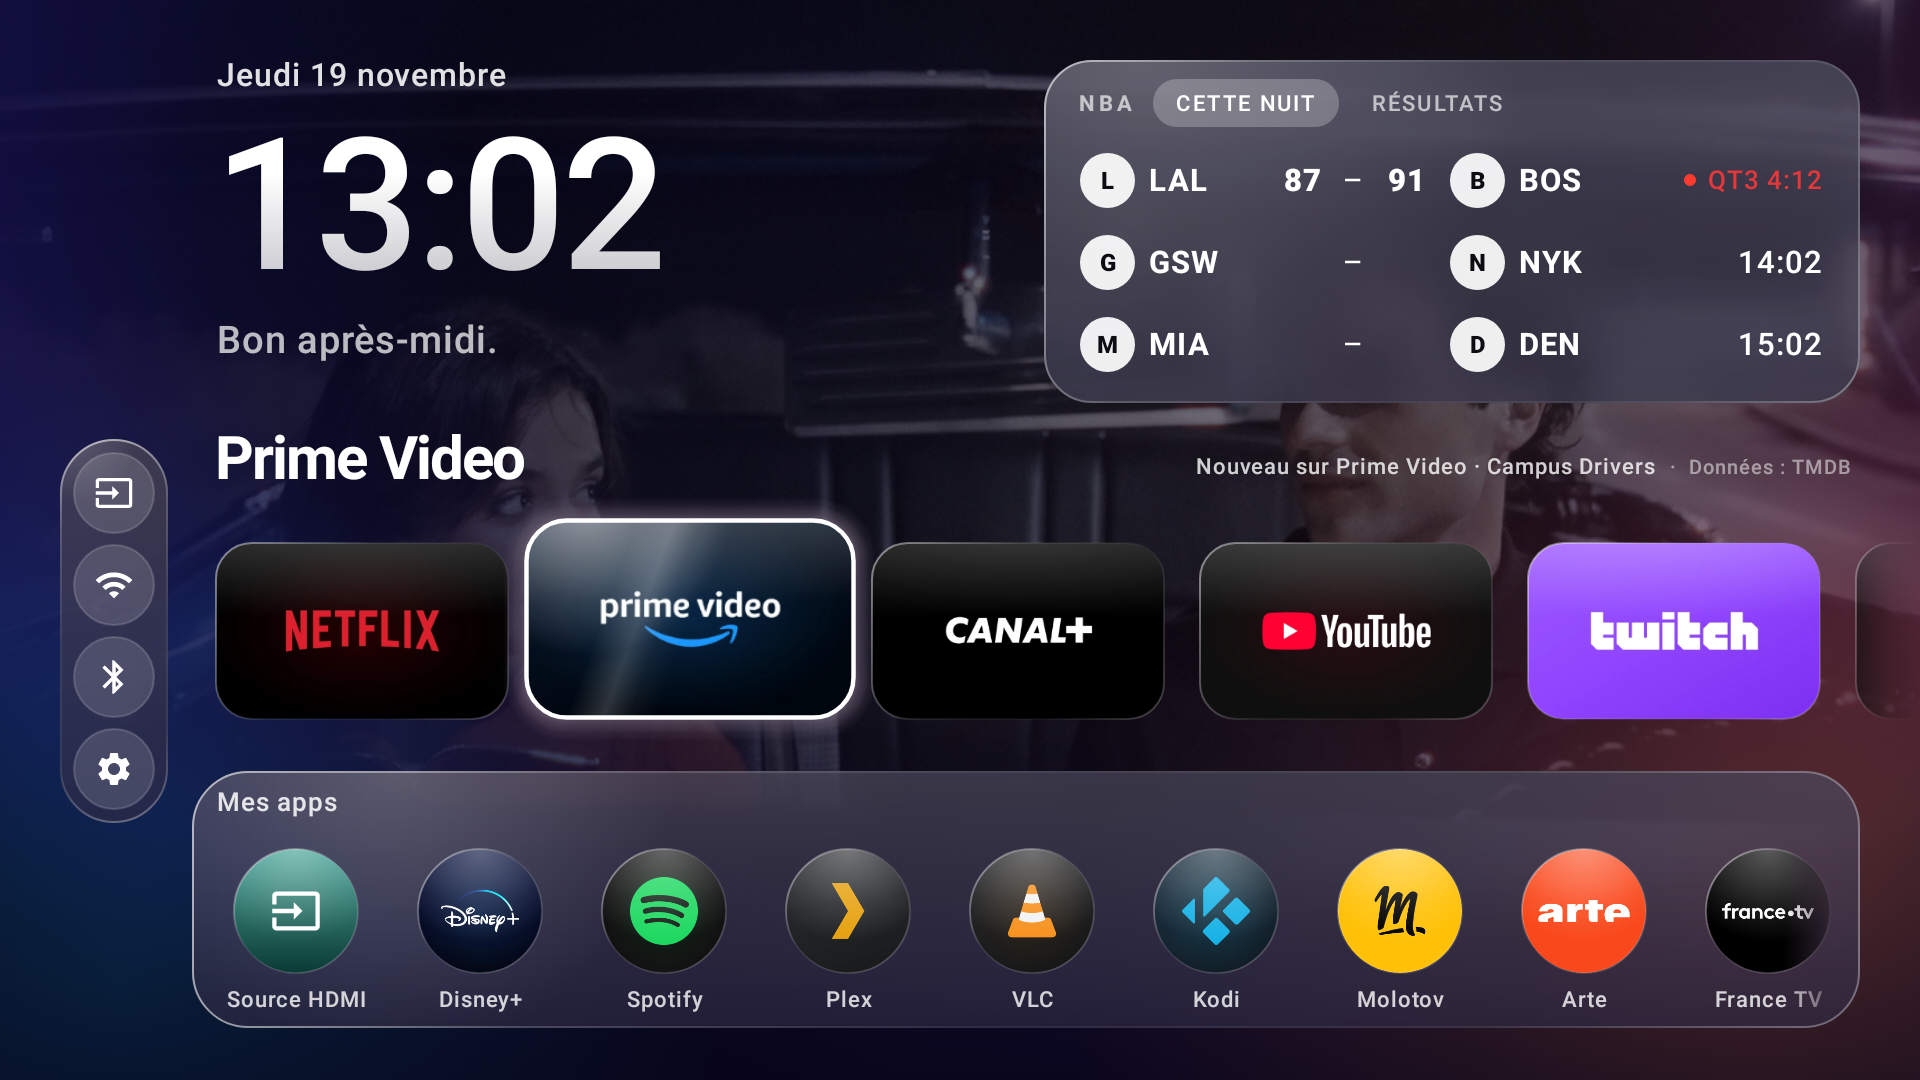 Jeudi 19 novembre
13:02
Bon après-midi.
NBA CETTE NUIT RÉSULTATS
L LAL 87 – 91 B BOS • QT3 4:12
G GSW – N NYK 14:02
M MIA – D DEN 15:02
Prime Video
Nouveau sur Prime Video · Campus Drivers · Données : TMDB
NETFLIX
prime video
CANAL+
YouTube
twitch
Mes apps
Disney+
m.
arte
france•tv
Source HDMI
Disney+
Spotify
Plex
VLC
Kodi
Molotov
Arte
France TV